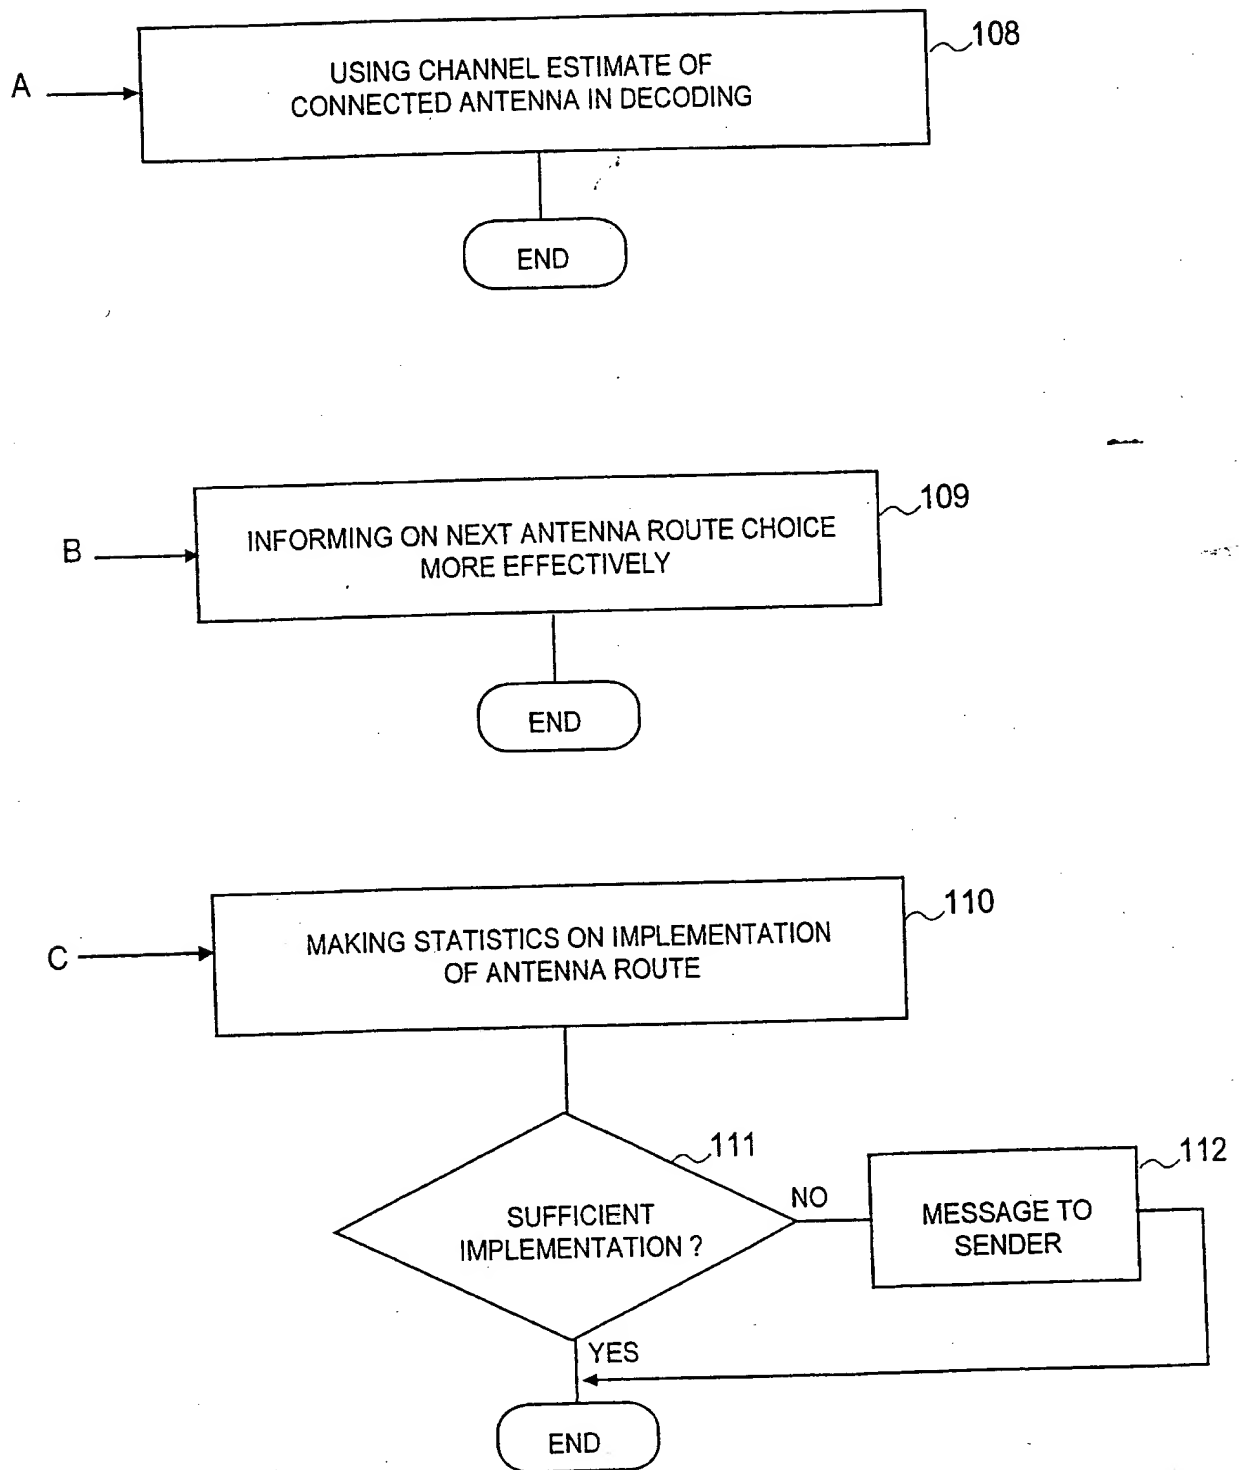 108
A
USING CHANNEL ESTIMATE OF
CONNECTED ANTENNA IN DECODING
END
109
B
INFORMING ON NEXT ANTENNA ROUTE CHOICE
MORE EFFECTIVELY
END
110
C
MAKING STATISTICS ON IMPLEMENTATION
OF ANTENNA ROUTE
111
112
NO
SUFFICIENT
IMPLEMENTATION ?
MESSAGE TO
SENDER
YES
END